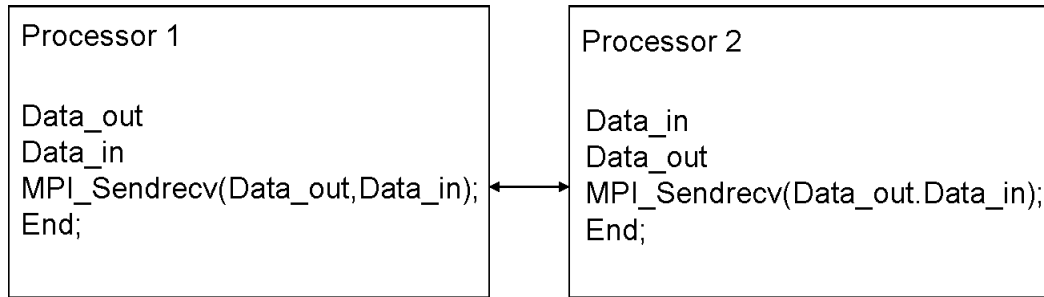 Processor 1
Data_out
Data_in
MPI_Sendrecv(Data_out,Data_in);
End;
Processor 2
Data_in
Data_out
MPI_Sendrecv(Data_out.Data_in);
End;